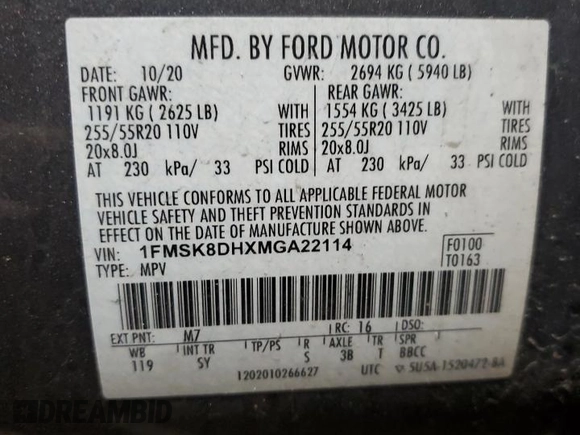 MFD. BY FORD MOTOR CO.
DATE: 10/20 GVWR: 2694 KG ( 5940 LB)
FRONT GAWR: REAR GAWR:
1191 KG ( 2625 LB) WITH 1554 KG ( 3425 LB) WITH
255/55R20 110V TIRES 255/55R20 110V TIRES
20x8.0J RIMS 20x8.0J RIMS
AT 230 kPa/ 33 PSI COLD AT 230 kPa/ 33 PSI COLD
THIS VEHICLE CONFORMS TO ALL APPLICABLE FEDERAL MOTOR
VEHICLE SAFETY AND THEFT PREVENTION STANDARDS IN
EFFECT ON THE DATE OF MANUFACTURE SHOWN ABOVE.
VIN: 1FMSK8DHXMGA22114 F0100
TYPE: MPV T0163
EXT PNT: M7 RC: 16 DSO:
WB INT TR TP/PS R AXLE TR SPR
119 SY S 3B T BBCC
1202010266627 UTC 5U5A-1520472-BA
DREAMBID